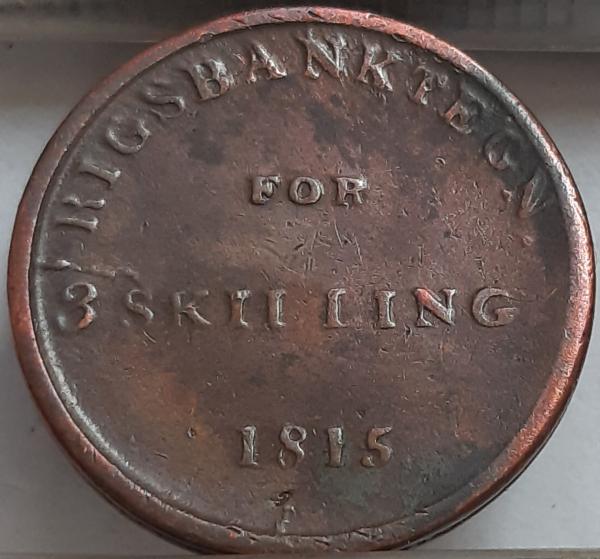 RIGSBANKTEGN
FOR
3 SKILLING
1815